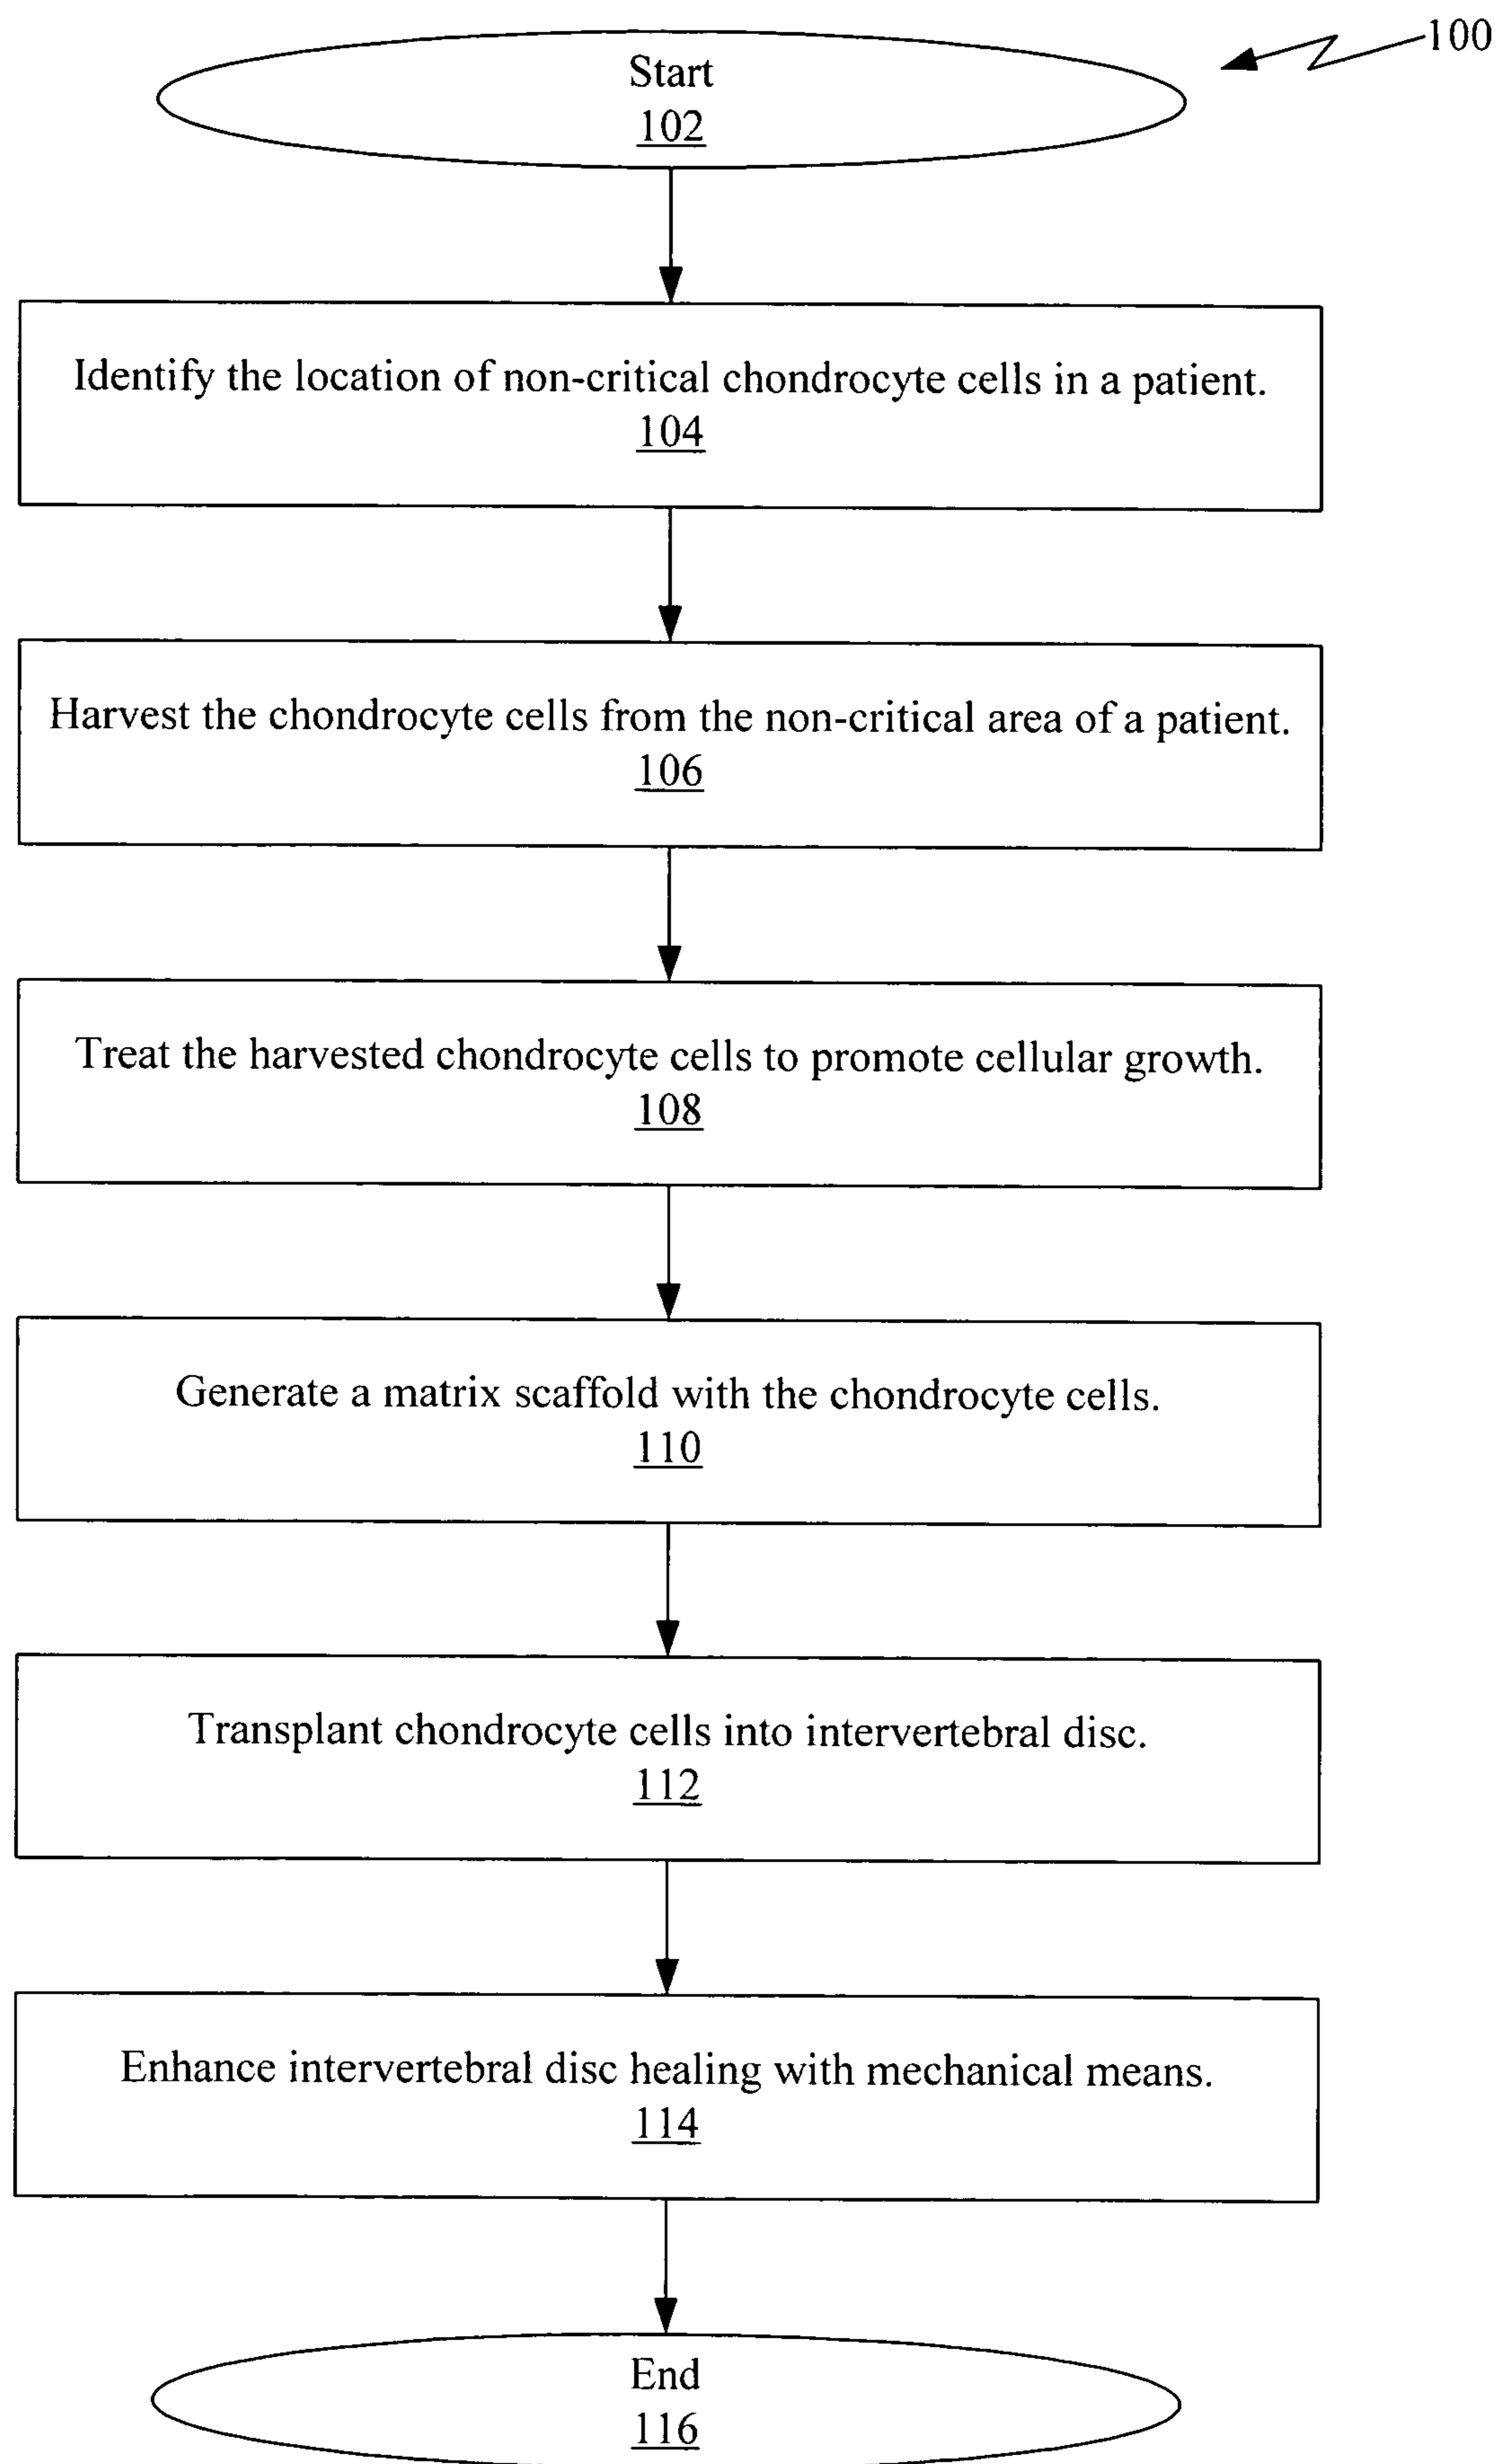 100
Start
102
Identify the location of non-critical chondrocyte cells in a patient.
104
Harvest the chondrocyte cells from the non-critical area of a patient.
106
Treat the harvested chondrocyte cells to promote cellular growth.
108
Generate a matrix scaffold with the chondrocyte cells.
110
Transplant chondrocyte cells into intervertebral disc.
112
Enhance intervertebral disc healing with mechanical means.
114
End
116